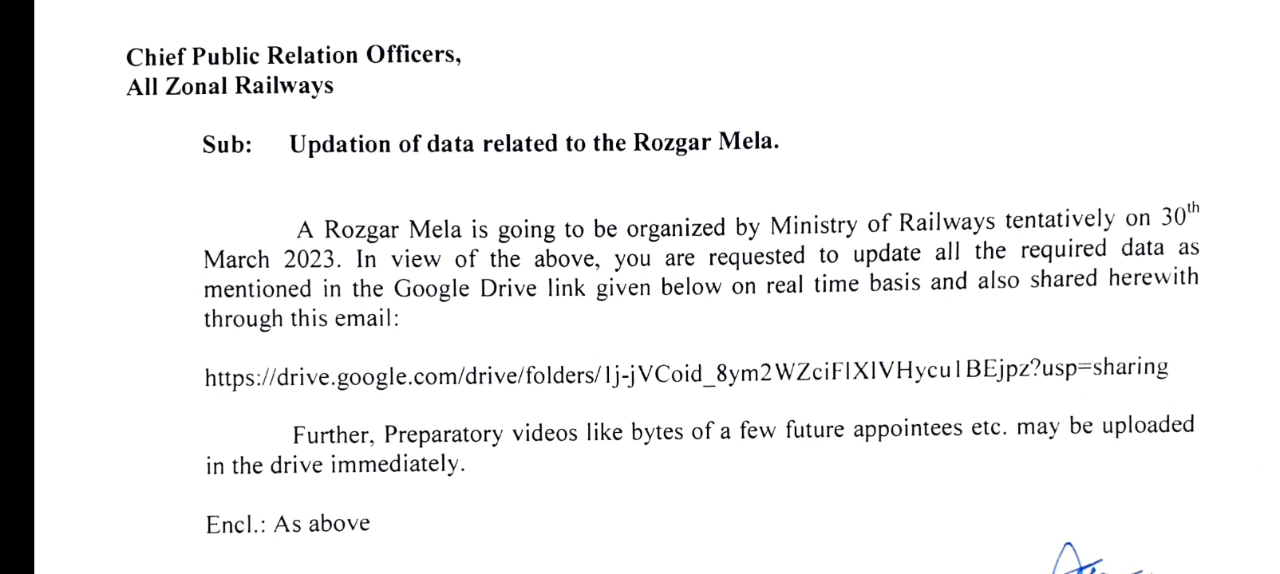 Chief Public Relation Officers,
All Zonal Railways
Sub: Updation of data related to the Rozgar Mela.
A Rozgar Mela is going to be organized by Ministry of Railways tentatively on 30th
March 2023. In view of the above, you are requested to update all the required data as
mentioned in the Google Drive link given below on real time basis and also shared herewith
through this email:
https://drive.google.com/drive/folders/1j-jVCoid_8ym2WZciFlXlVHycu1BEjpz?usp=sharing
Further, Preparatory videos like bytes of a few future appointees etc. may be uploaded
in the drive immediately.
Encl.: As above